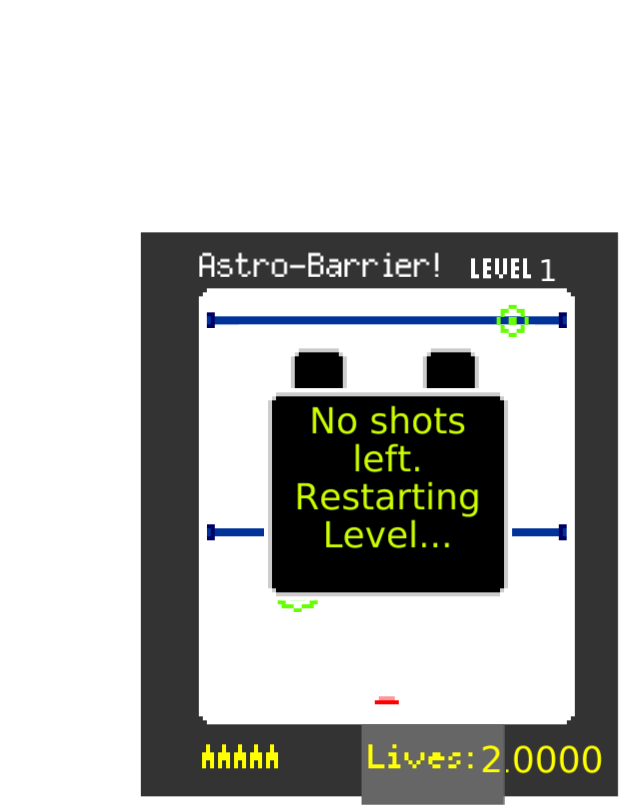 Astro-Barrier! LEVEL 1
No shots
left.
Restarting
Level...
Lives:2.0000